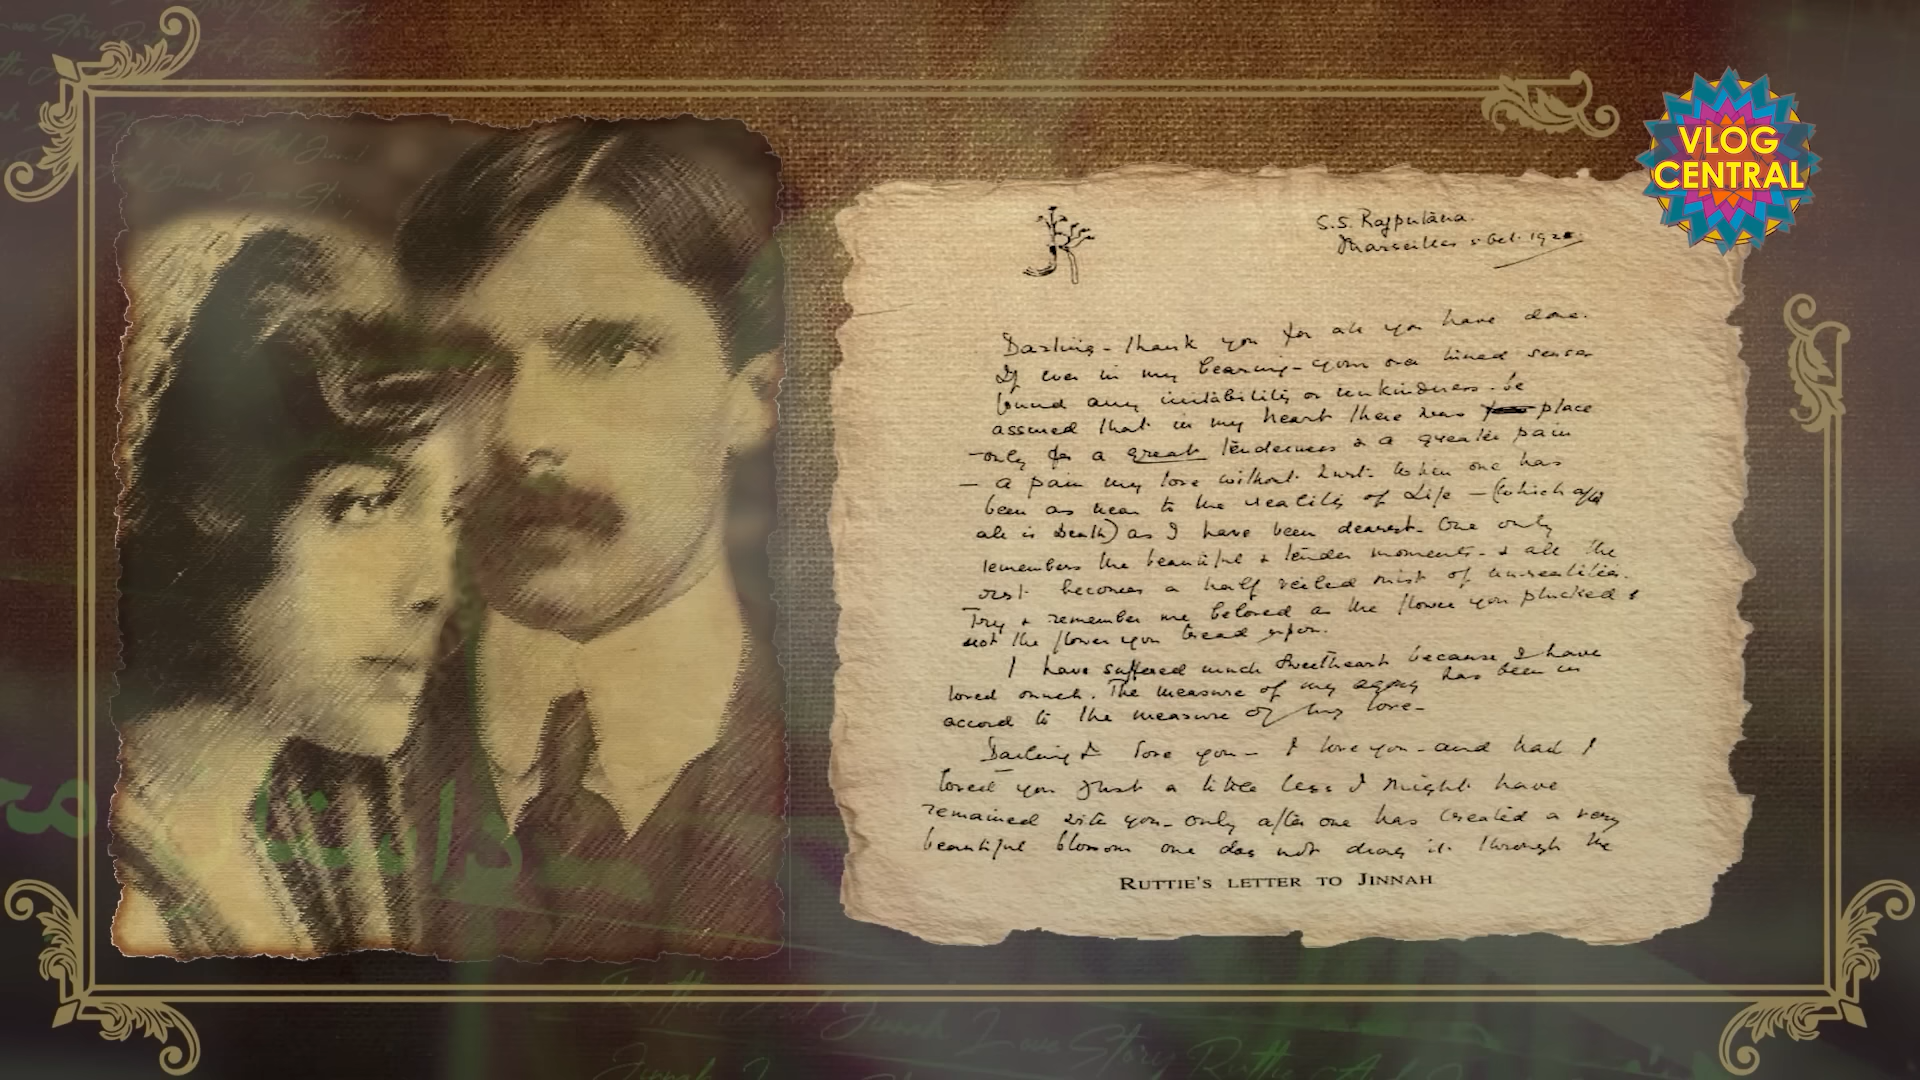 VLOG
CENTRAL
S.S. Rajputana.
Marseilles 5 Oct. 192
Darling - thank you for all you have done.
If ever in my bearing - your tuned senses
found any irritability or unkindness - be
assured that in my heart there was place
- only for a great tenderness & a greater pain
- a pain my love without hurt. When one has
been as near to the reality of Life - (which after
all is Death) as I have been dearest - One only
remembers the beautiful & tender moments - & all the
rest becomes a half veiled mist of un-realities.
Try & remember me beloved as the flower you plucked &
not the flower you tread upon.
I have suffered much Sweetheart because I have
loved much. The measure of my agony has been in
accord to the measure of my love -
Darling I love you - I love you - and had I
loved you Just a little less I Might have
remained with you - only after one has Created a very
beautiful blossom one does not drag it through the
RUTTIE'S LETTER TO JINNAH